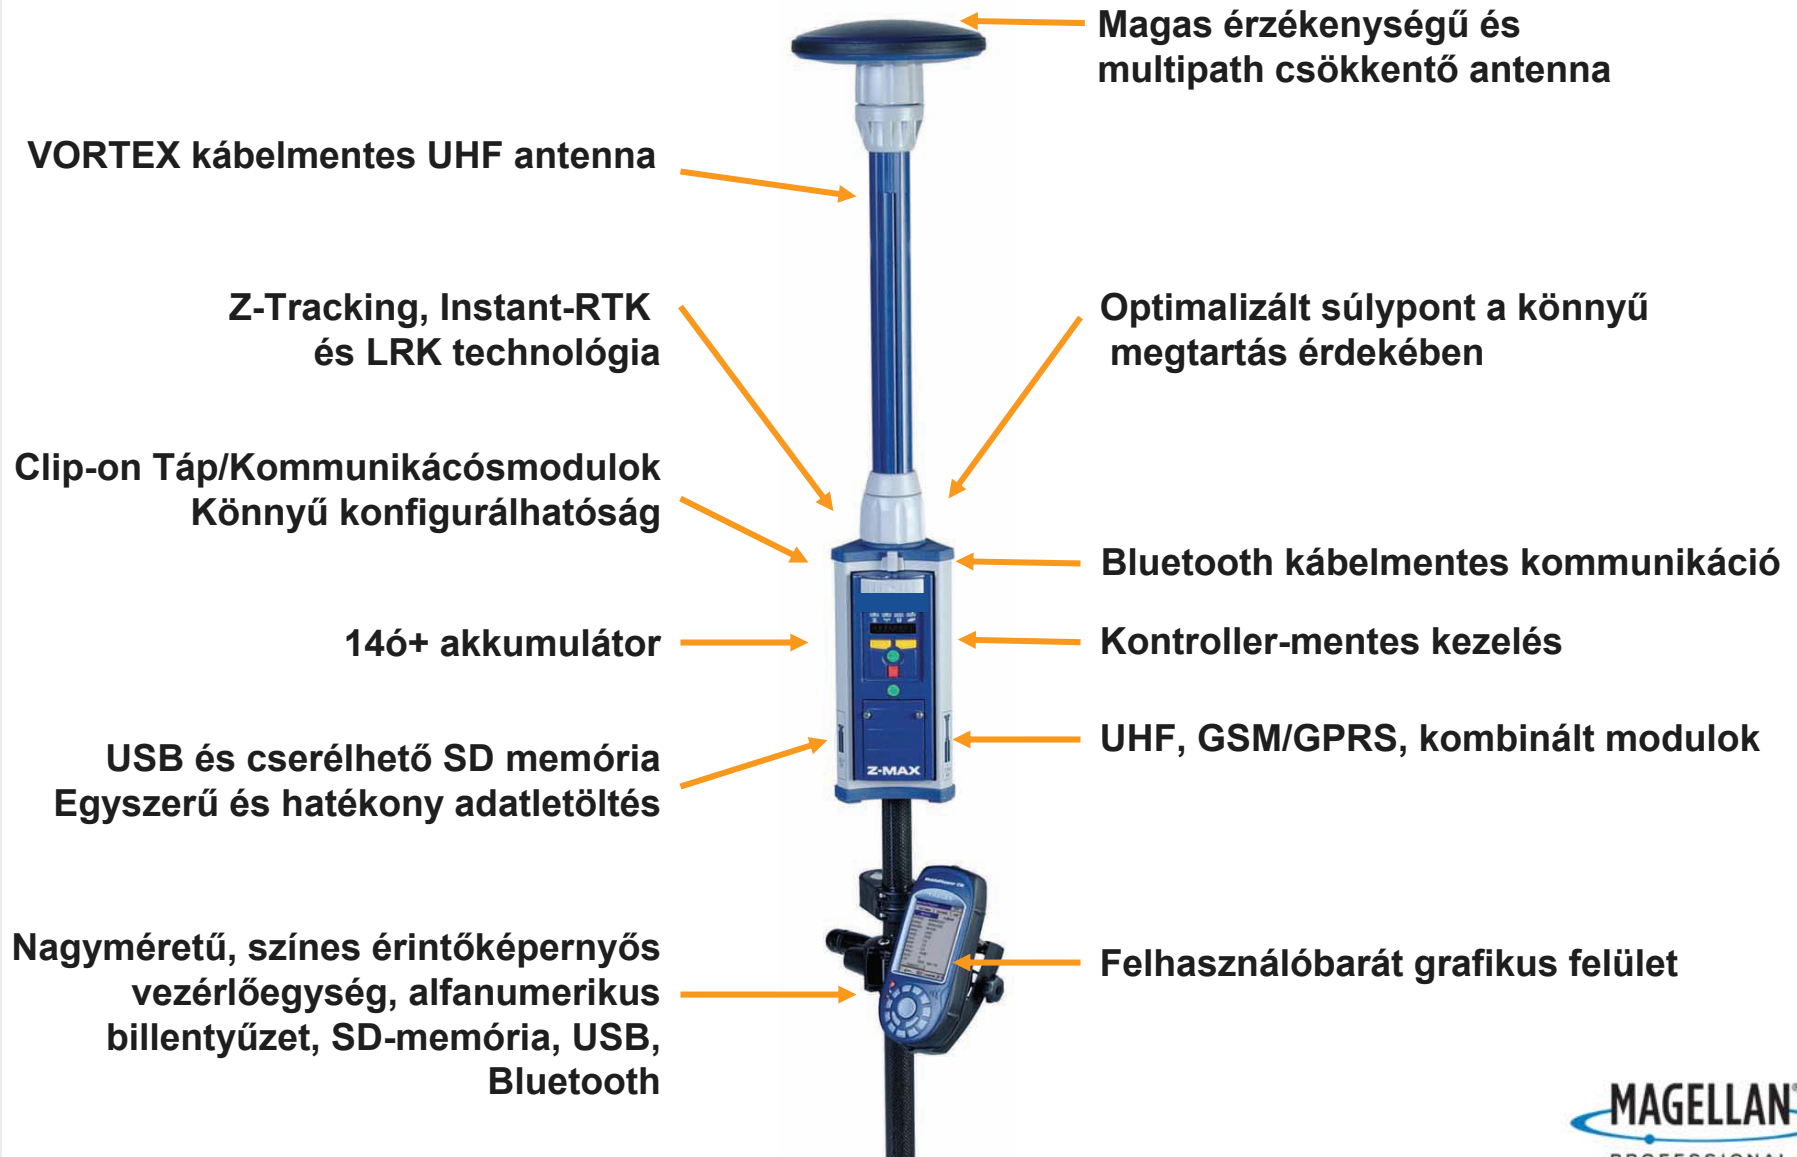 Magas érzékenységű és
multipath csökkentő antenna
VORTEX kábelmentes UHF antenna
Z-Tracking, Instant-RTK
és LRK technológia
Optimalizált súlypont a könnyű
megtartás érdekében
Clip-on Táp/Kommunikácósmodulok
Könnyű konfigurálhatóság
Bluetooth kábelmentes kommunikáció
14ó+ akkumulátor
Kontroller-mentes kezelés
USB és cserélhető SD memória
Egyszerű és hatékony adatletöltés
UHF, GSM/GPRS, kombinált modulok
Z-MAX
Nagyméretű, színes érintőképernyős
vezérlőegység, alfanumerikus
billentyűzet, SD-memória, USB,
Bluetooth
Felhasználóbarát grafikus felület
MAGELLAN®
PROFESSIONAL